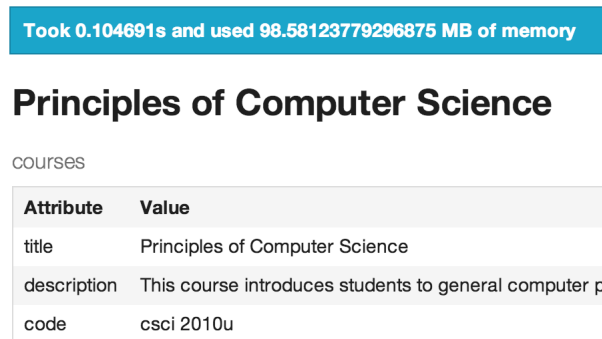 Took 0.104691s and used 98.58123779296875 MB of memory
Principles of Computer Science
courses
Attribute Value
title Principles of Computer Science
description This course introduces students to general computer
code csci 2010u